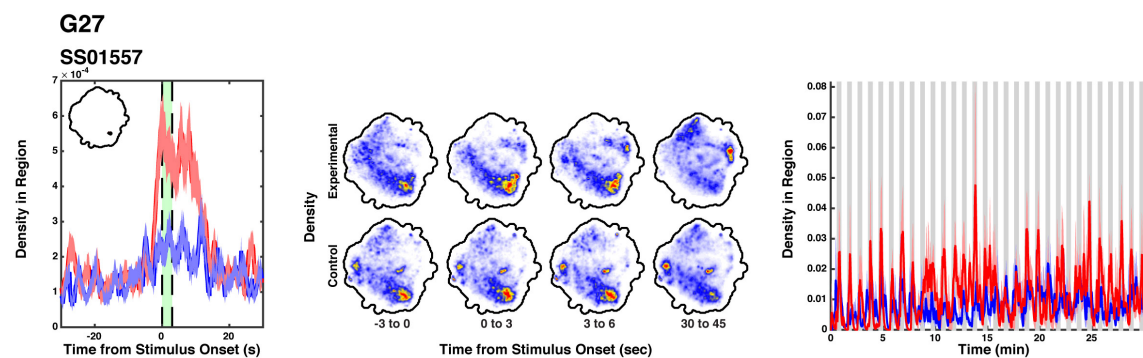 G27
SS01557
7 × 10⁻⁴
6
5
4
3
2
1
0
-20 0 20
Density in Region
Time from Stimulus Onset (s)
Density
Experimental
Control
-3 to 0 0 to 3 3 to 6 30 to 45
Time from Stimulus Onset (sec)
0.08
0.07
0.06
0.05
0.04
0.03
0.02
0.01
0
Density in Region
0 5 10 15 20 25
Time (min)